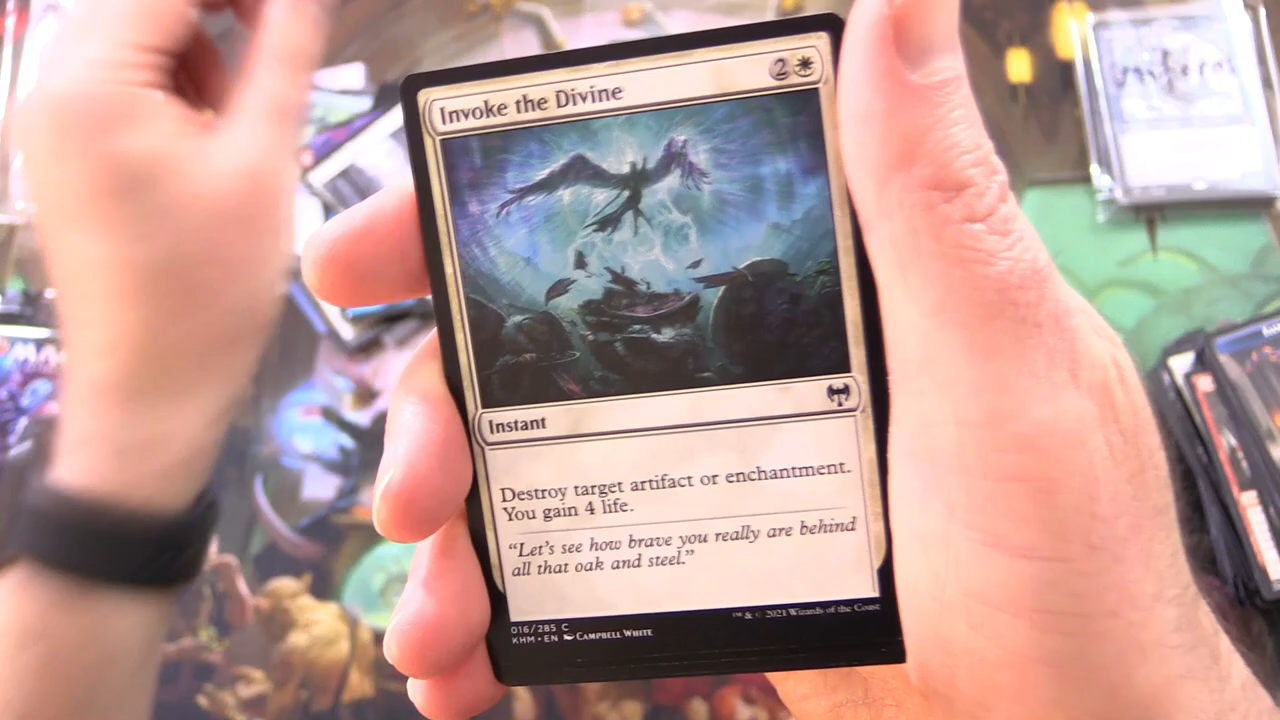 Invoke the Divine
2
Instant
Destroy target artifact or enchantment.
You gain 4 life.
“Let’s see how brave you really are behind
all that oak and steel.”
™ & © 2021 Wizards of the Coast
016/285 C
KHM • EN Campbell White